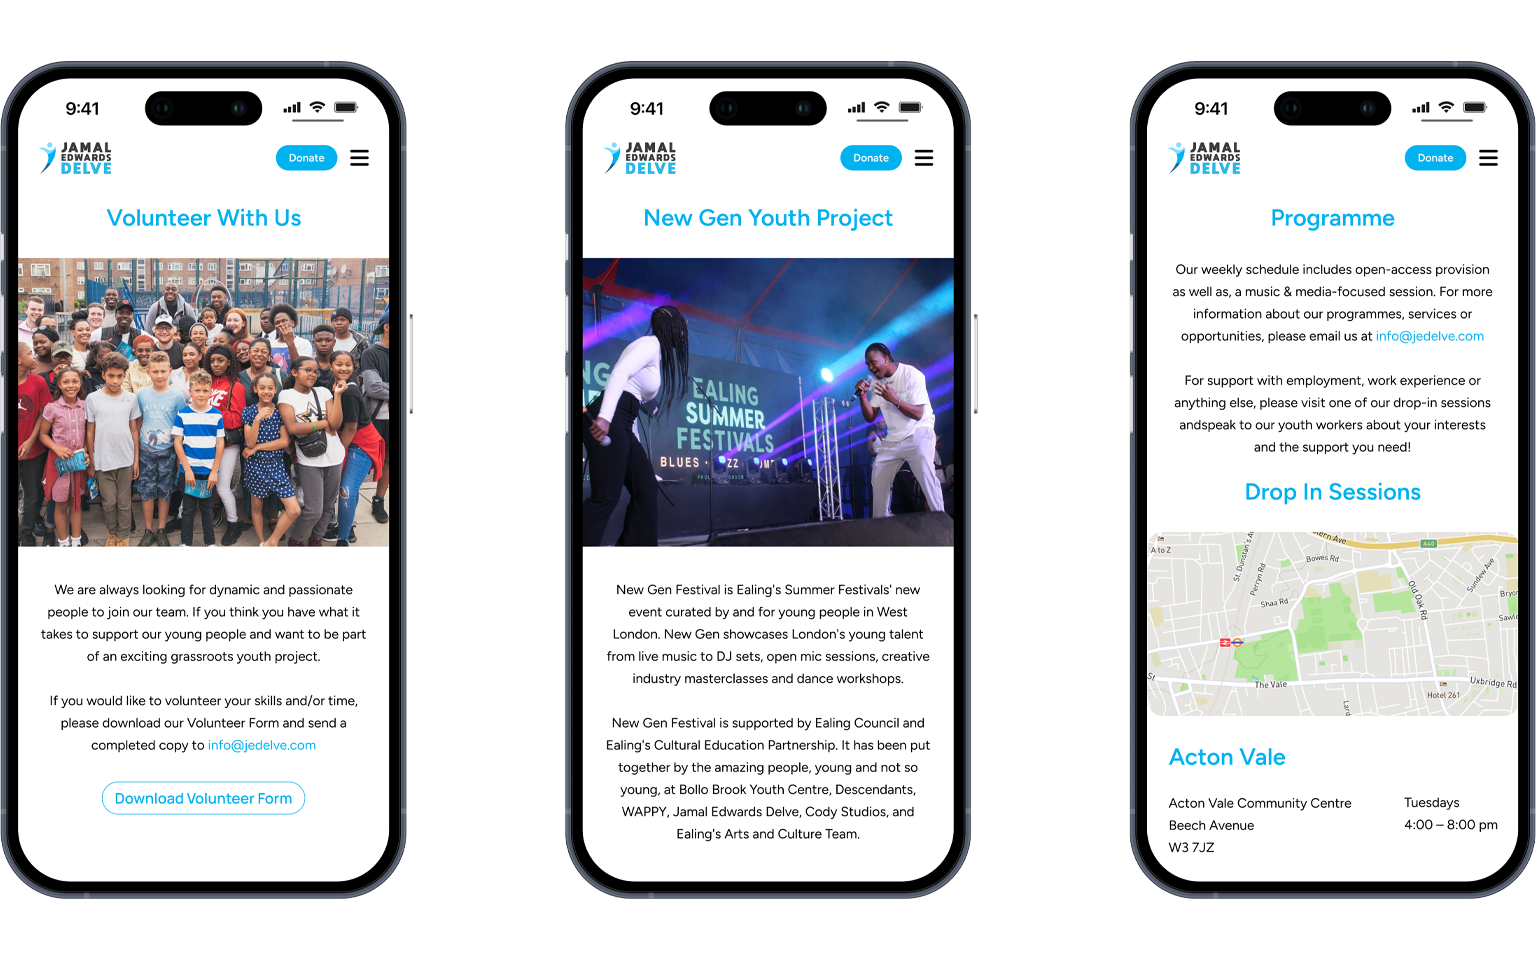 9:41
JAMAL
EDWARDS
DELVE
Donate
Volunteer With Us
We are always looking for dynamic and passionate
people to join our team. If you think you have what it
takes to support our young people and want to be part
of an exciting grassroots youth project.
If you would like to volunteer your skills and/or time,
please download our Volunteer Form and send a
completed copy to info@jedelve.com
Download Volunteer Form
9:41
JAMAL
EDWARDS
DELVE
Donate
New Gen Youth Project
EALING
SUMMER
FESTIVALS
BLUES
New Gen Festival is Ealing's Summer Festivals' new
event curated by and for young people in West
London. New Gen showcases London's young talent
from live music to DJ sets, open mic sessions, creative
industry masterclasses and dance workshops.
New Gen Festival is supported by Ealing Council and
Ealing's Cultural Education Partnership. It has been put
together by the amazing people, young and not so
young, at Bollo Brook Youth Centre, Descendants,
WAPPY, Jamal Edwards Delve, Cody Studios, and
Ealing's Arts and Culture Team.
9:41
JAMAL
EDWARDS
DELVE
Donate
Programme
Our weekly schedule includes open-access provision
as well as, a music & media-focused session. For more
information about our programmes, services or
opportunities, please email us at info@jedelve.com
For support with employment, work experience or
anything else, please visit one of our drop-in sessions
andspeak to our youth workers about your interests
and the support you need!
Drop In Sessions
A to Z
St. Dunstan's Av
Perryn Rd
Bowes Rd
ern Ave
A40
Shaa Rd
Old Oak Rd
Sundew Ave
Bryo
Sawle
St
The Vale
Lard
Hotel 261
Uxbridge Rd
Acton Vale
Acton Vale Community Centre
Beech Avenue
W3 7JZ
Tuesdays
4:00 – 8:00 pm